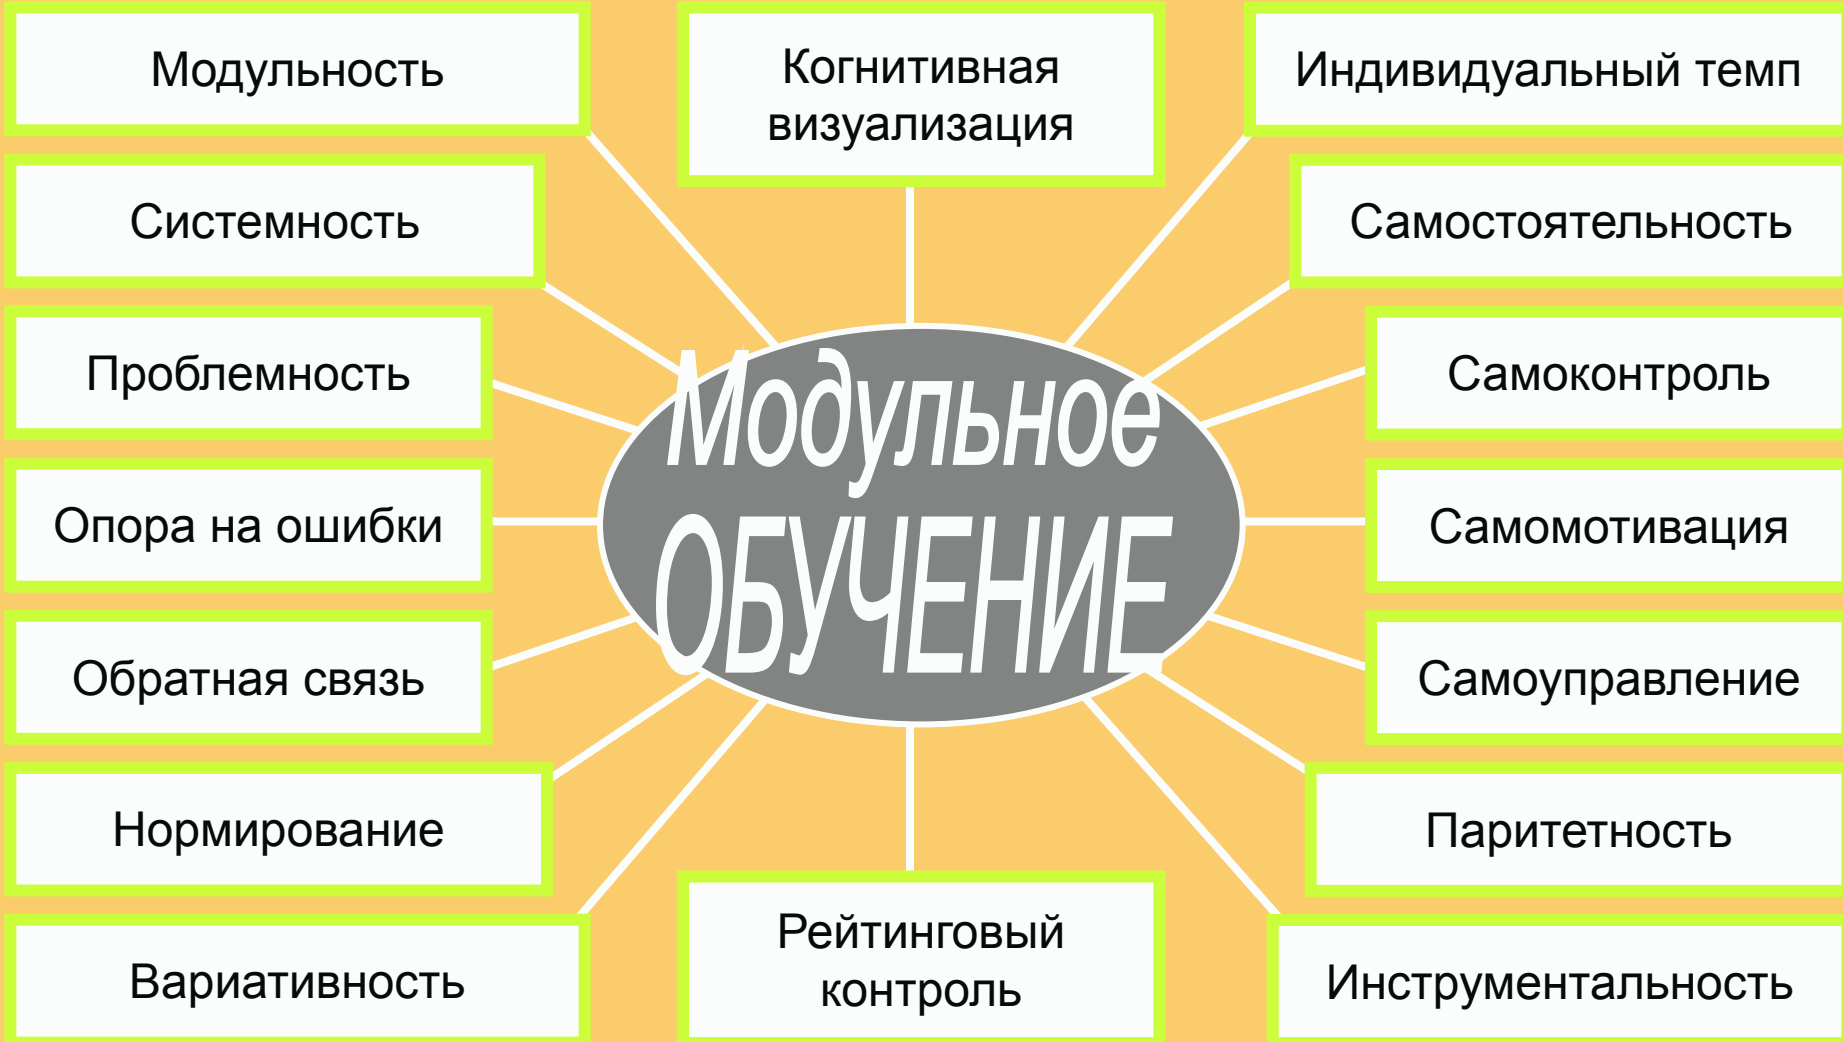 Модульность
Когнитивная
визуализация
Индивидуальный темп
Системность
Самостоятельность
Проблемность
Самоконтроль
Модульное
ОБУЧЕНИЕ
Опора на ошибки
Самомотивация
Обратная связь
Самоуправление
Нормирование
Паритетность
Вариативность
Рейтинговый
контроль
Инструментальность